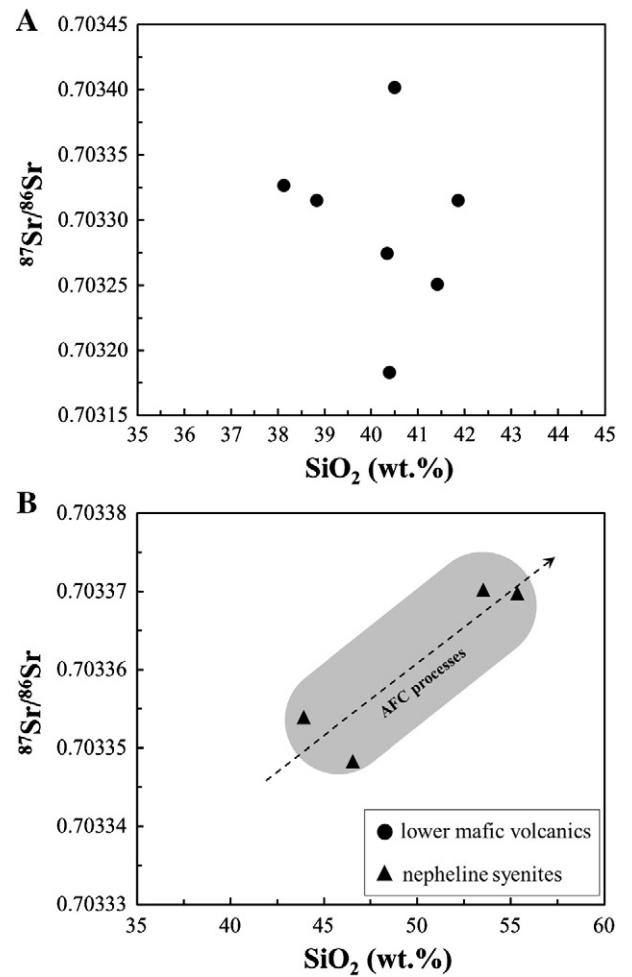 A
0.70345
0.70340
0.70335
0.70330
0.70325
0.70320
0.70315
⁸⁷Sr/⁸⁶Sr
35 36 37 38 39 40 41 42 43 44 45
SiO₂ (wt.%)
B
0.70338
0.70337
0.70336
0.70335
0.70334
0.70333
⁸⁷Sr/⁸⁶Sr
AFC processes
lower mafic volcanics
nepheline syenites
35 40 45 50 55 60
SiO₂ (wt.%)